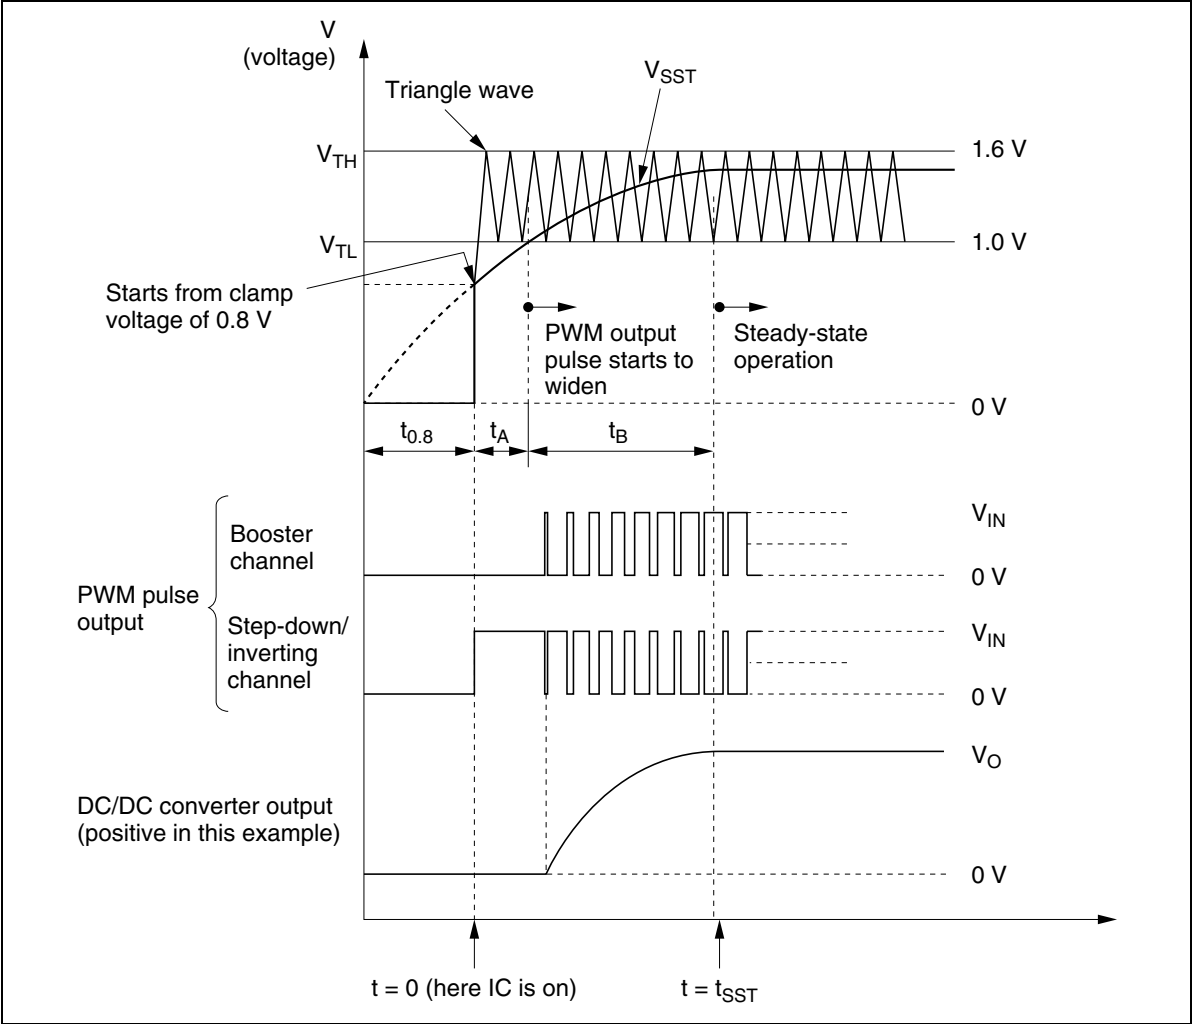 V
(voltage)
V_SST
Triangle wave
V_TH
1.6 V
V_TL
1.0 V
Starts from clamp
voltage of 0.8 V
PWM output
pulse starts to
widen
Steady-state
operation
0 V
t_0.8
t_A
t_B
V_IN
Booster
channel
0 V
PWM pulse
output
Step-down/
inverting
channel
V_IN
0 V
V_O
DC/DC converter output
(positive in this example)
0 V
t = 0 (here IC is on)
t = t_SST